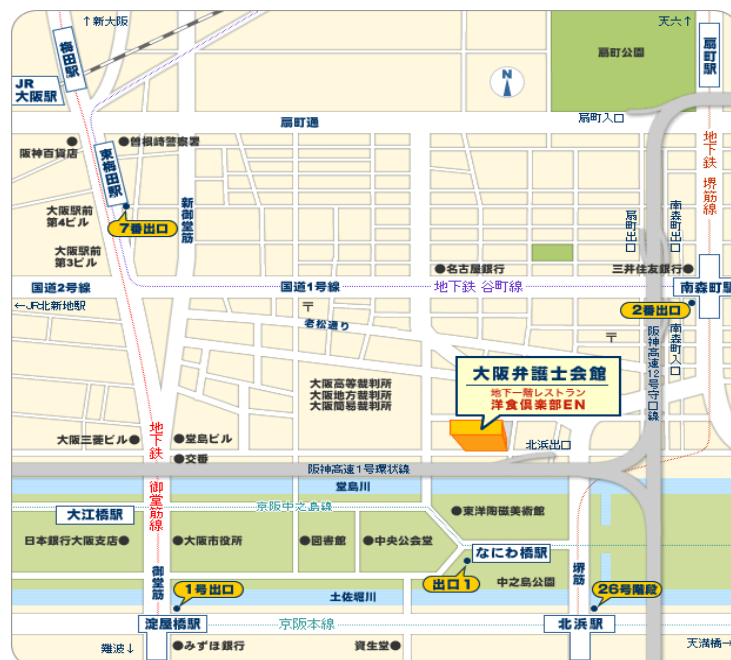 ↑新大阪
天六↑
梅田駅
扇町駅
扇町公園
N
JR
大阪駅
扇町通
扇町入口
阪神百貨店
曽根崎警察署
東梅田駅
地下鉄 堺筋線
大阪駅前
第4ビル
7番出口
新御堂筋
扇町出口
南森町出口
大阪駅前
第3ビル
名古屋銀行
三井住友銀行
国道2号線
国道1号線
地下鉄 谷町線
南森町駅
←JR北新地駅
〒
2番出口
老松通り
〒
阪神高速12号守口線
南森町入口
大阪弁護士会館
地下一階レストラン
洋食倶楽部EN
大阪高等裁判所
大阪地方裁判所
大阪簡易裁判所
地下鉄 御堂筋線
大阪三菱ビル
堂島ビル
北浜出口
交番
阪神高速1号環状線
堂島川
京阪中之島線
大江橋駅
東洋陶磁美術館
日本銀行大阪支店
大阪市役所
図書館
中央公会堂
なにわ橋駅
御堂筋
1号出口
出口1
中之島公園
堺筋
26号階段
土佐堀川
淀屋橋駅
京阪本線
北浜駅
難波↓
みずほ銀行
資生堂
天満橋→